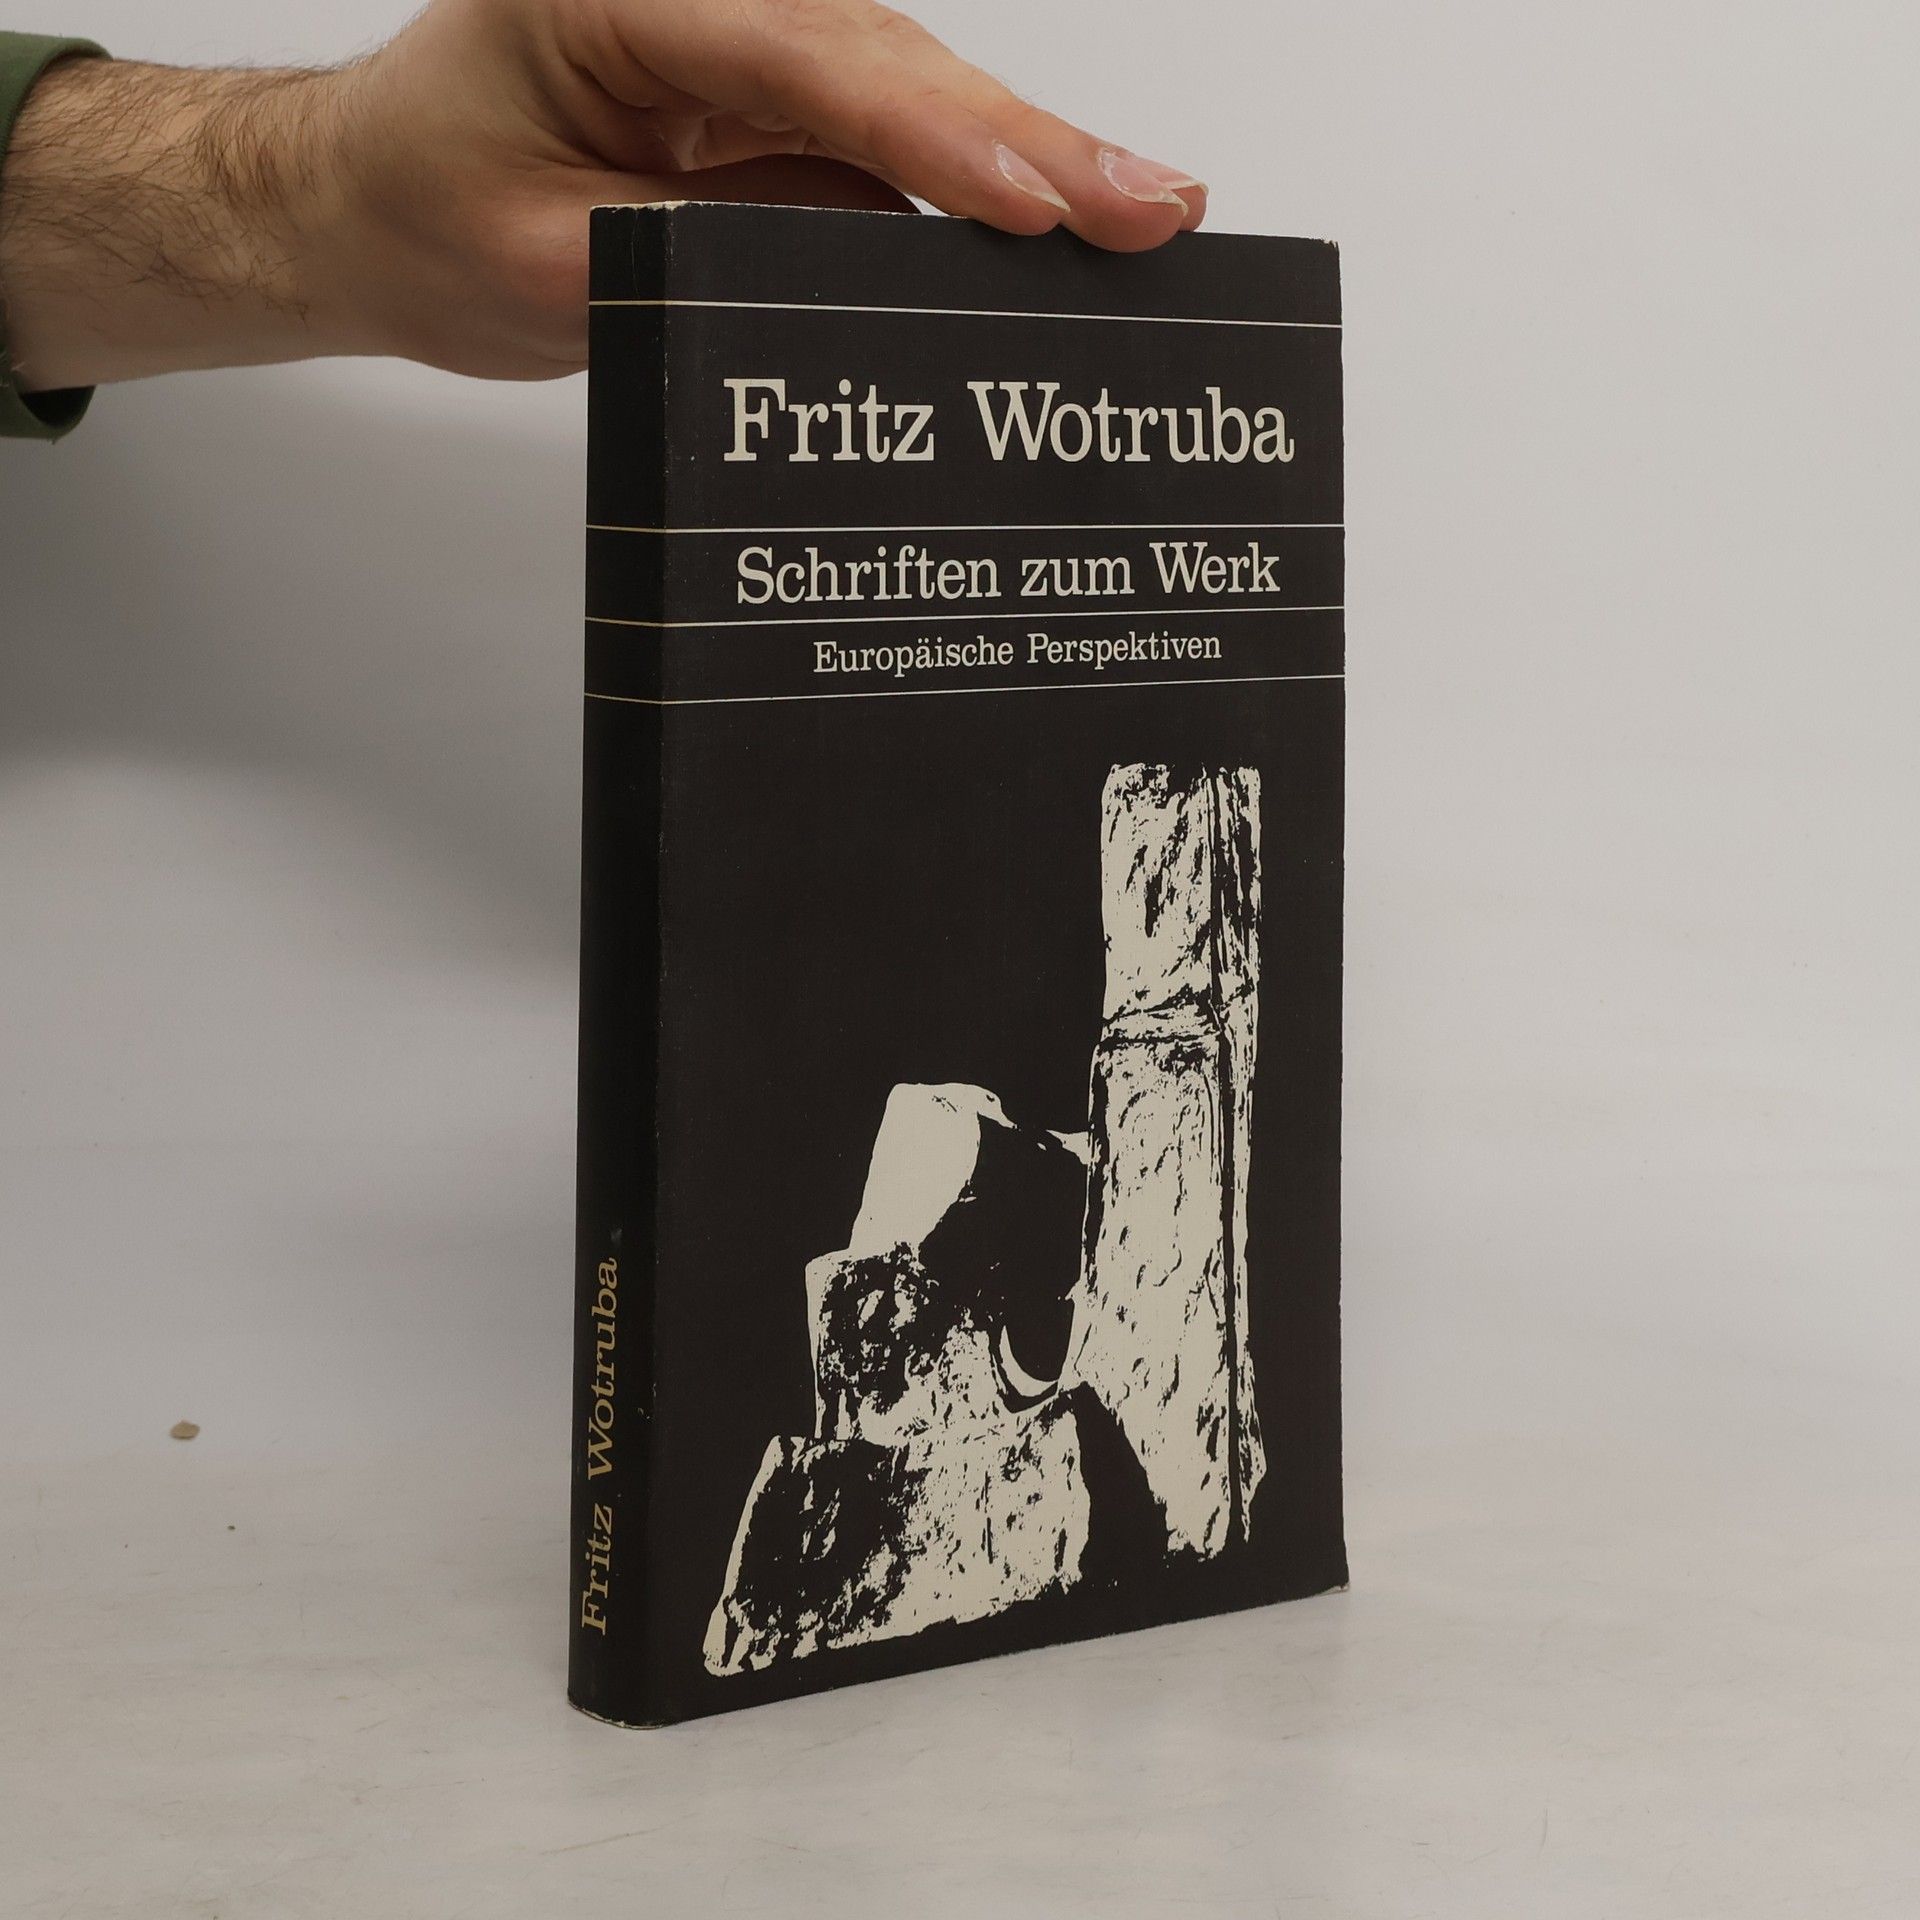 Fritz Wotruba
Schriften zum Werk
Europäische Perspektiven
Fritz Wotruba